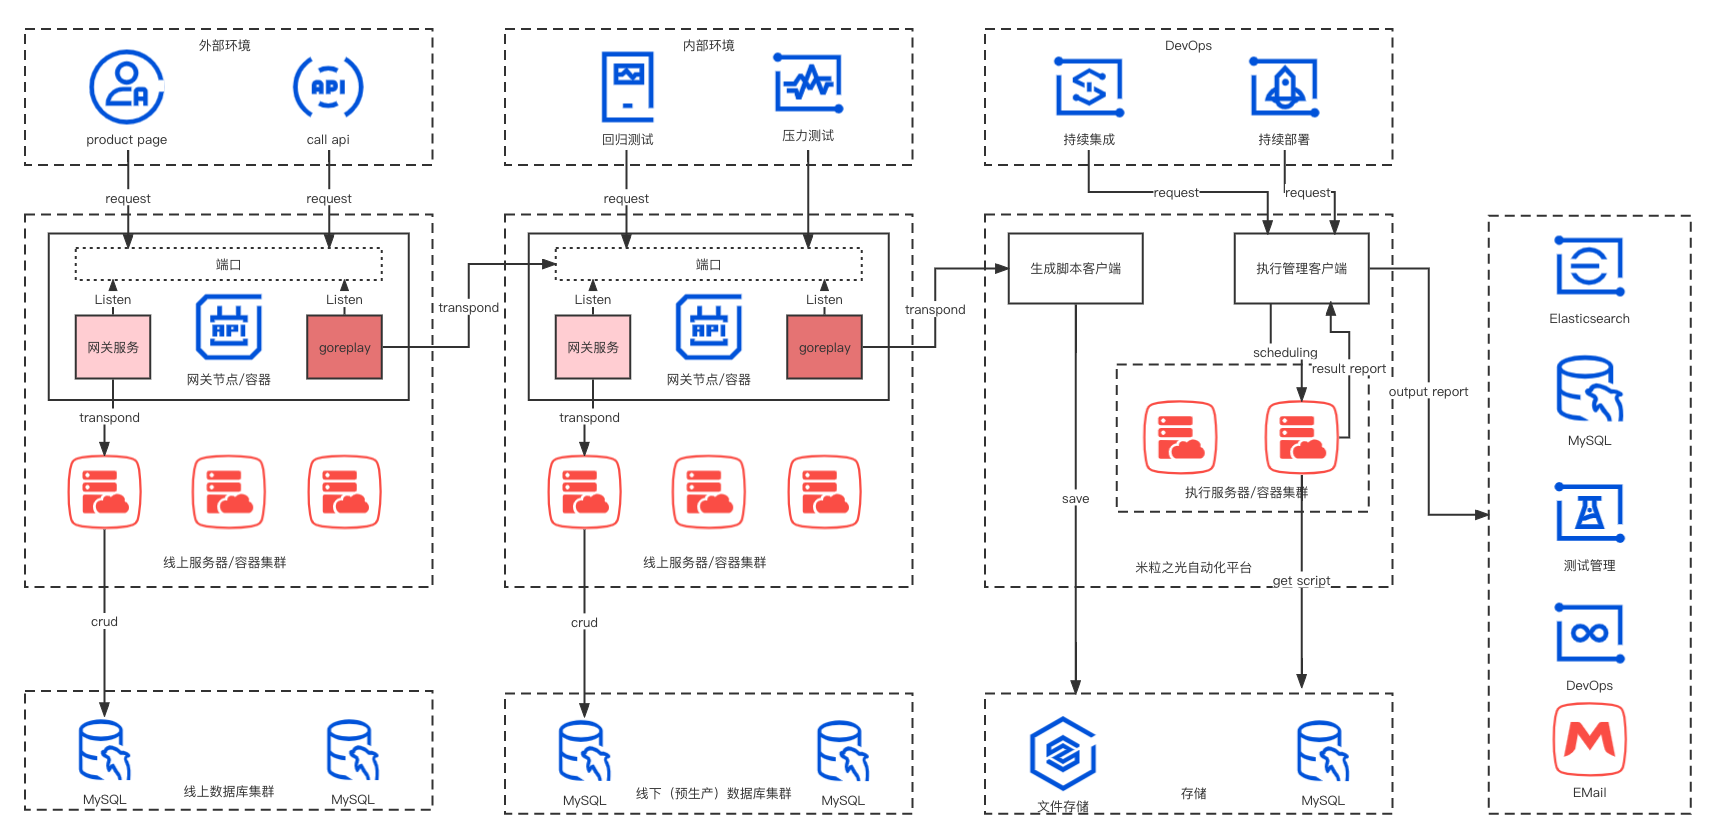 外部环境
product page
call api
request
request
端口
Listen
Listen
网关服务
goreplay
网关节点/容器
transpond
transpond
线上服务器/容器集群
crud
MySQL
线上数据库集群
MySQL
内部环境
回归测试
压力测试
request
端口
Listen
Listen
网关服务
goreplay
网关节点/容器
transpond
transpond
线上服务器/容器集群
crud
MySQL
线下（预生产）数据库集群
MySQL
DevOps
持续集成
持续部署
request
request
生成脚本客户端
执行管理客户端
scheduling
result report
执行服务器/容器集群
save
米粒之光自动化平台
get script
文件存储
存储
MySQL
output report
Elasticsearch
MySQL
测试管理
DevOps
EMail
API
API
API
A